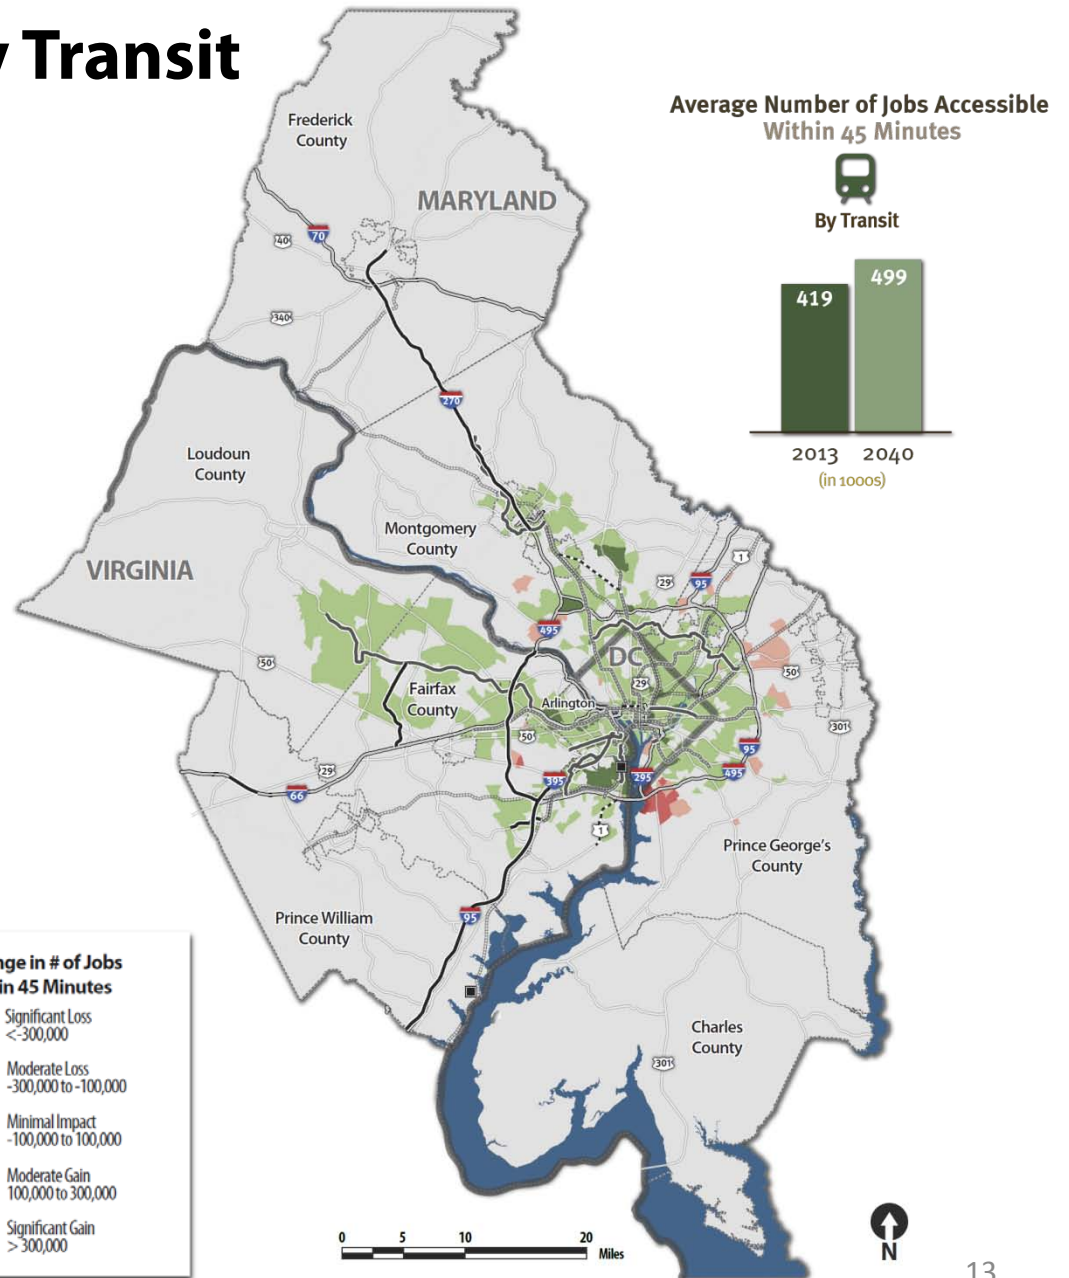 y Transit
Average Number of Jobs Accessible
Within 45 Minutes
By Transit
419
499
2013
2040
(in 1000s)
Frederick
County
MARYLAND
70
40
340
270
Loudoun
County
Montgomery
County
VIRGINIA
1
29
95
495
DC
50
50
29
Fairfax
County
Arlington
301
50
95
29
395
295
495
66
1
Prince George's
County
Prince William
County
95
nge in # of Jobs
in 45 Minutes
Significant Loss
<-300,000
Moderate Loss
-300,000 to -100,000
Minimal Impact
-100,000 to 100,000
Moderate Gain
100,000 to 300,000
Significant Gain
> 300,000
Charles
County
301
0
5
10
20
Miles
N
13